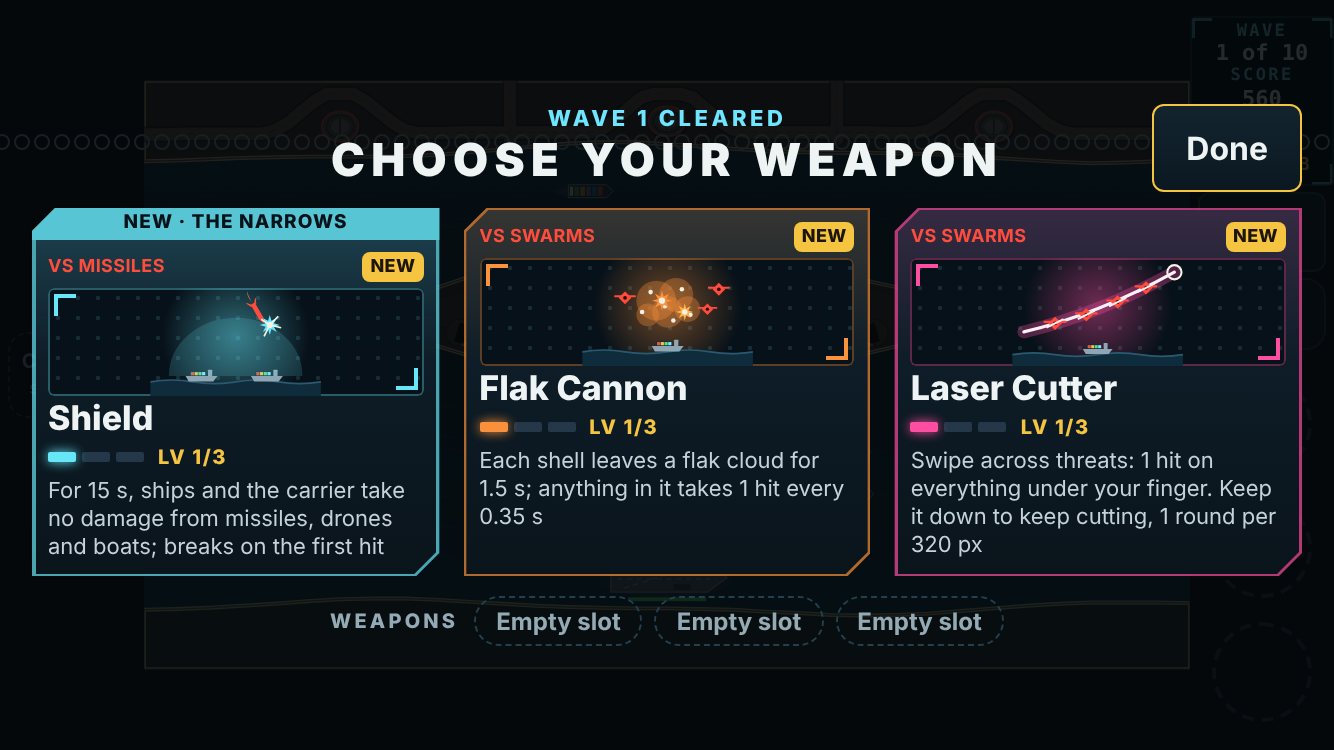 WAVE
1 of 10
SCORE
560
WAVE 1 CLEARED
CHOOSE YOUR WEAPON
Done
NEW · THE NARROWS
VS MISSILES
NEW
Shield
LV 1/3
For 15 s, ships and the carrier take
no damage from missiles, drones
and boats; breaks on the first hit
VS SWARMS
NEW
Flak Cannon
LV 1/3
Each shell leaves a flak cloud for
1.5 s; anything in it takes 1 hit every
0.35 s
VS SWARMS
NEW
Laser Cutter
LV 1/3
Swipe across threats: 1 hit on
everything under your finger. Keep
it down to keep cutting, 1 round per
320 px
WEAPONS
Empty slot
Empty slot
Empty slot